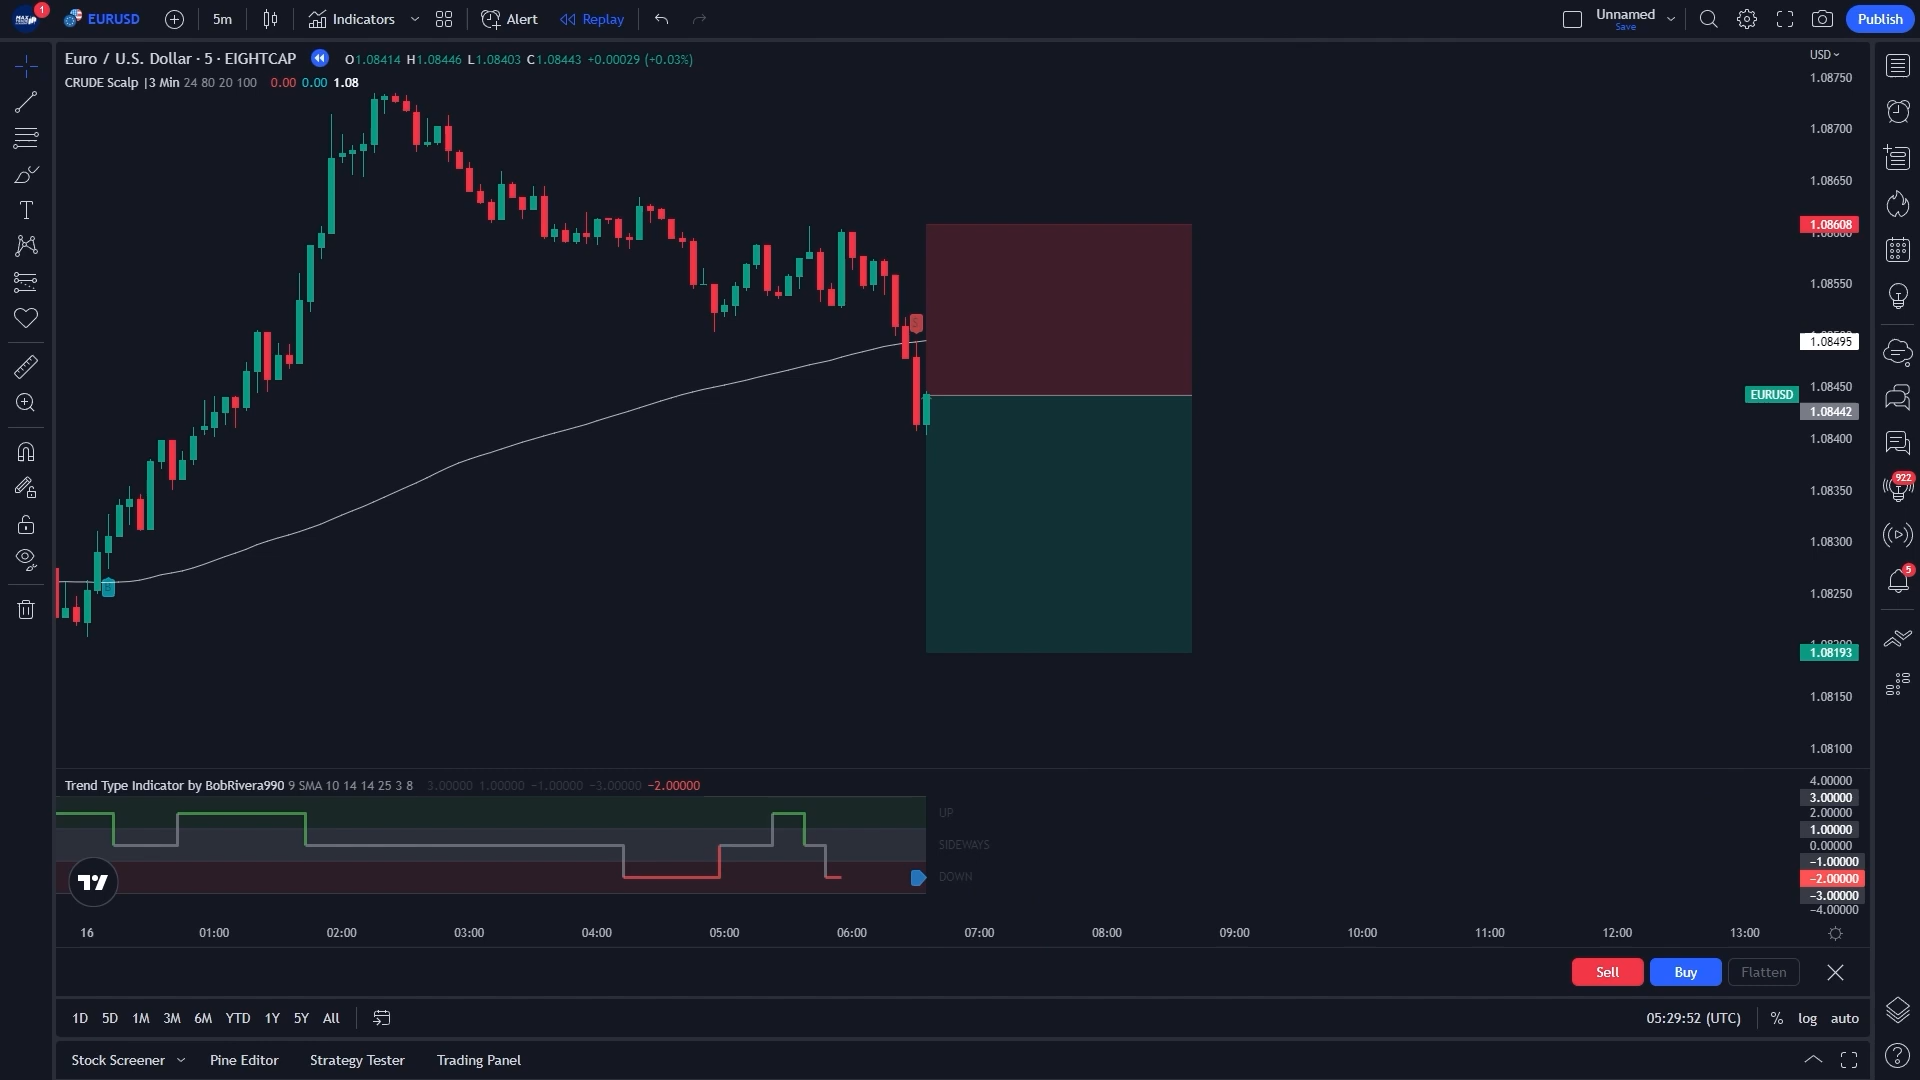 1
EURUSD
5m
Indicators
Alert
Replay
Unnamed
Save
Publish
Euro / U.S. Dollar · 5 · EIGHTCAP
O1.08414 H1.08446 L1.08403 C1.08443 +0.00029 (+0.03%)
CRUDE Scalp |3 Min 24 80 20 100 0.00 0.00 1.08
USD
1.08750
1.08700
1.08650
1.08608
1.08550
1.08495
1.08450
EURUSD
1.08442
1.08400
1.08350
1.08300
1.08250
1.08193
1.08150
1.08100
922
5
Trend Type Indicator by BobRivera990 9 SMA 10 14 14 25 3 8 3.00000 1.00000 −1.00000 −3.00000 −2.00000
UP
SIDEWAYS
DOWN
4.00000
3.00000
2.00000
1.00000
0.00000
−1.00000
−2.00000
−3.00000
−4.00000
16 01:00 02:00 03:00 04:00 05:00 06:00 07:00 08:00 09:00 10:00 11:00 12:00 13:00
Sell
Buy
Flatten
1D 5D 1M 3M 6M YTD 1Y 5Y All
05:29:52 (UTC)
% log auto
Stock Screener
Pine Editor
Strategy Tester
Trading Panel